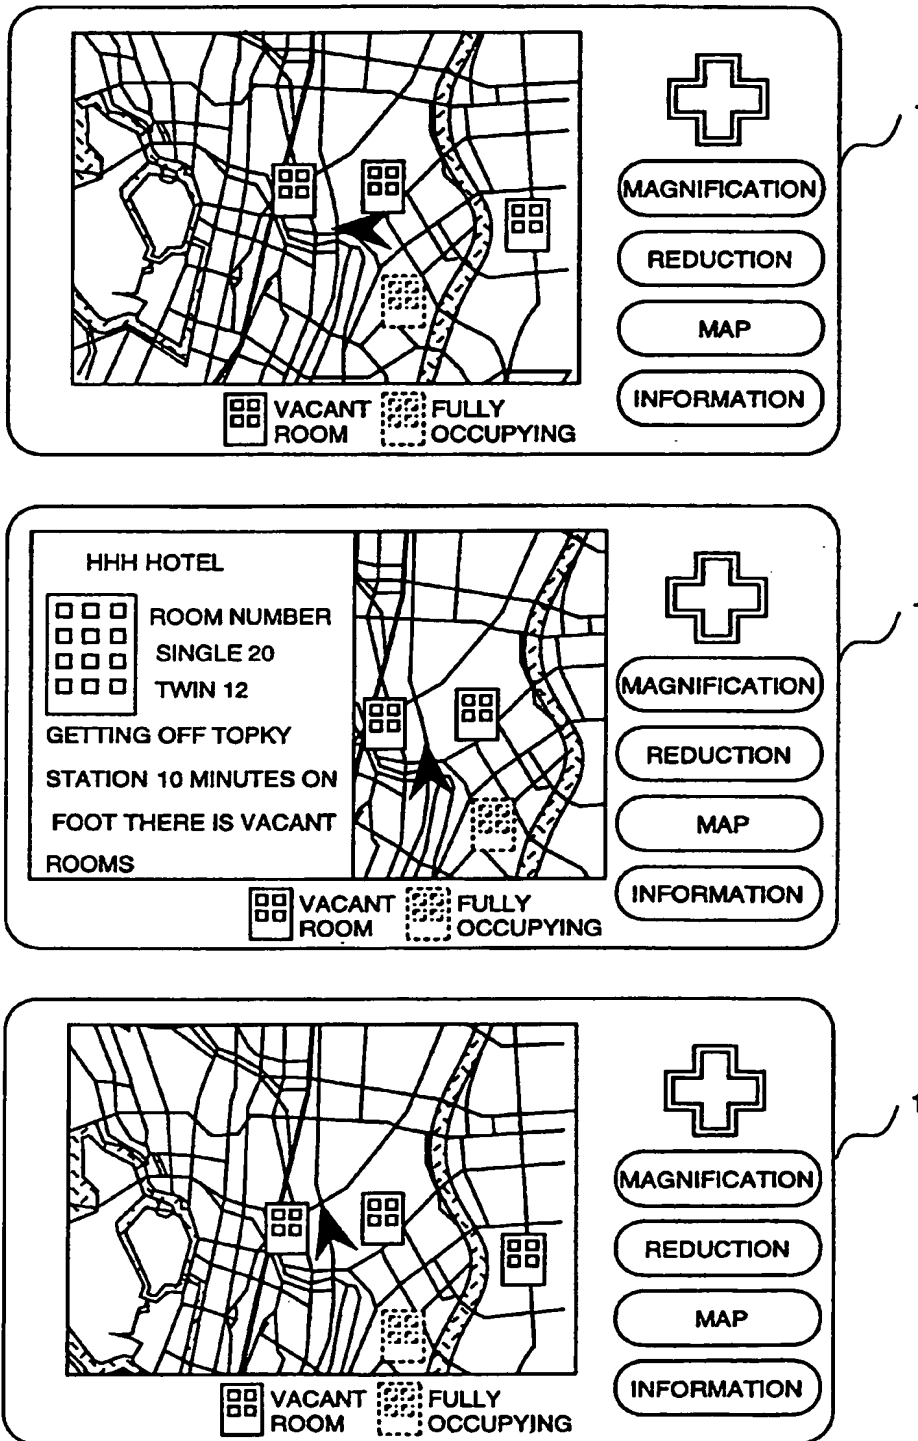 MAGNIFICATION
REDUCTION
MAP
INFORMATION
VACANT ROOM
FULLY OCCUPYING
HHH HOTEL
ROOM NUMBER
SINGLE 20
TWIN 12
GETTING OFF TOPKY
STATION 10 MINUTES ON
FOOT THERE IS VACANT
ROOMS
MAGNIFICATION
REDUCTION
MAP
INFORMATION
VACANT ROOM
FULLY OCCUPYING
MAGNIFICATION
REDUCTION
MAP
INFORMATION
VACANT ROOM
FULLY OCCUPYING